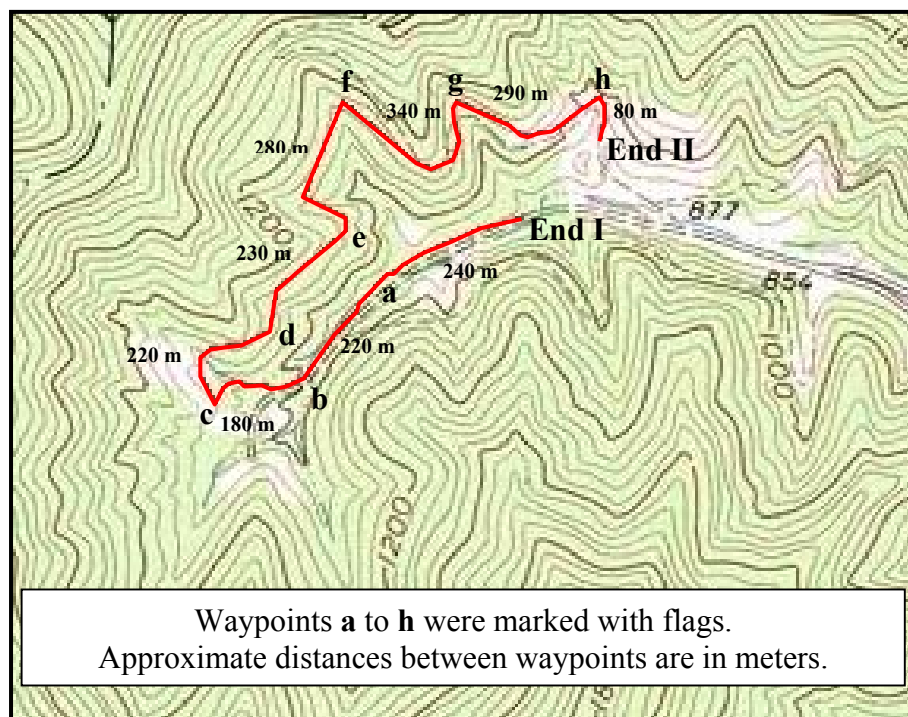 f
g
290 m
h
340 m
80 m
280 m
End II
200
877
e
End I
230 m
240 m
854
a
d
220 m
220 m
1000
b
c
180 m
1200
Waypoints a to h were marked with flags.
Approximate distances between waypoints are in meters.